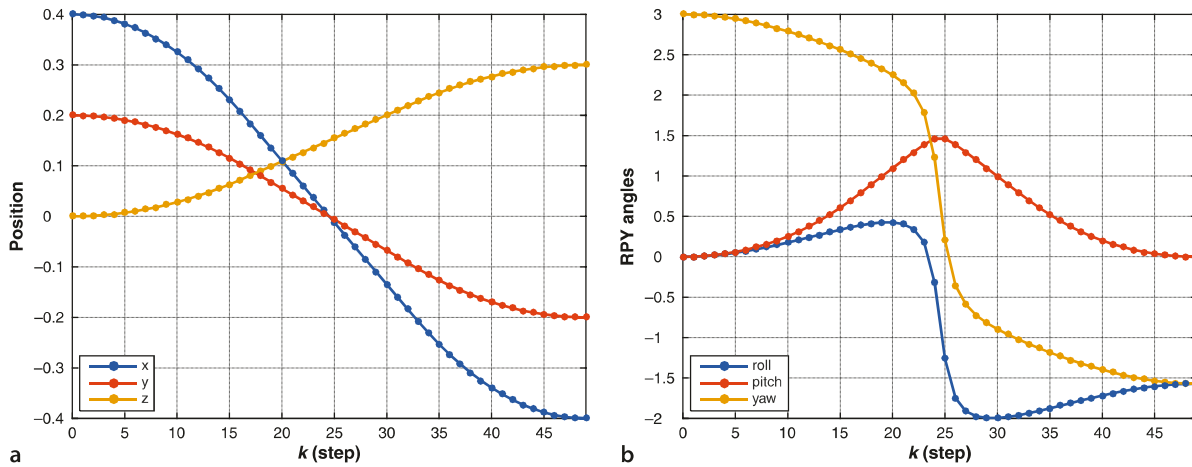 0.4
0.3
0.2
0.1
0
−0.1
−0.2
−0.3
−0.4
Position
0 5 10 15 20 25 30 35 40 45
k (step)
x
y
z
a
3
2.5
2
1.5
1
0.5
0
−0.5
−1
−1.5
−2
RPY angles
0 5 10 15 20 25 30 35 40 45
k (step)
roll
pitch
yaw
b